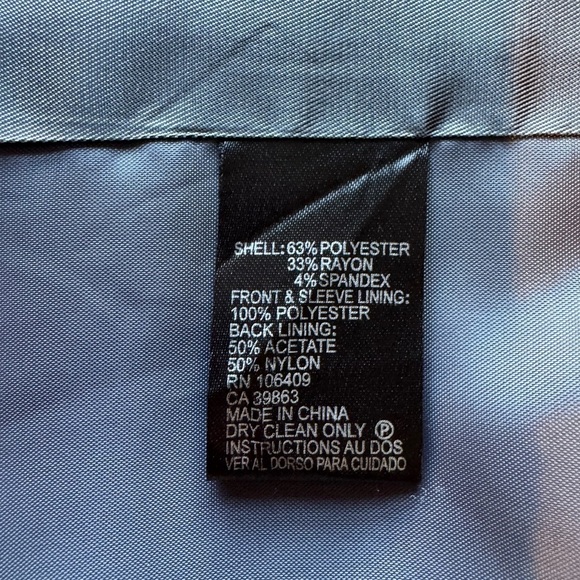 SHELL: 63% POLYESTER
33% RAYON
4% SPANDEX
FRONT & SLEEVE LINING:
100% POLYESTER
BACK LINING:
50% ACETATE
50% NYLON
RN 106409
CA 39863
MADE IN CHINA
DRY CLEAN ONLY Ⓟ
INSTRUCTIONS AU DOS
VER AL DORSO PARA CUIDADO